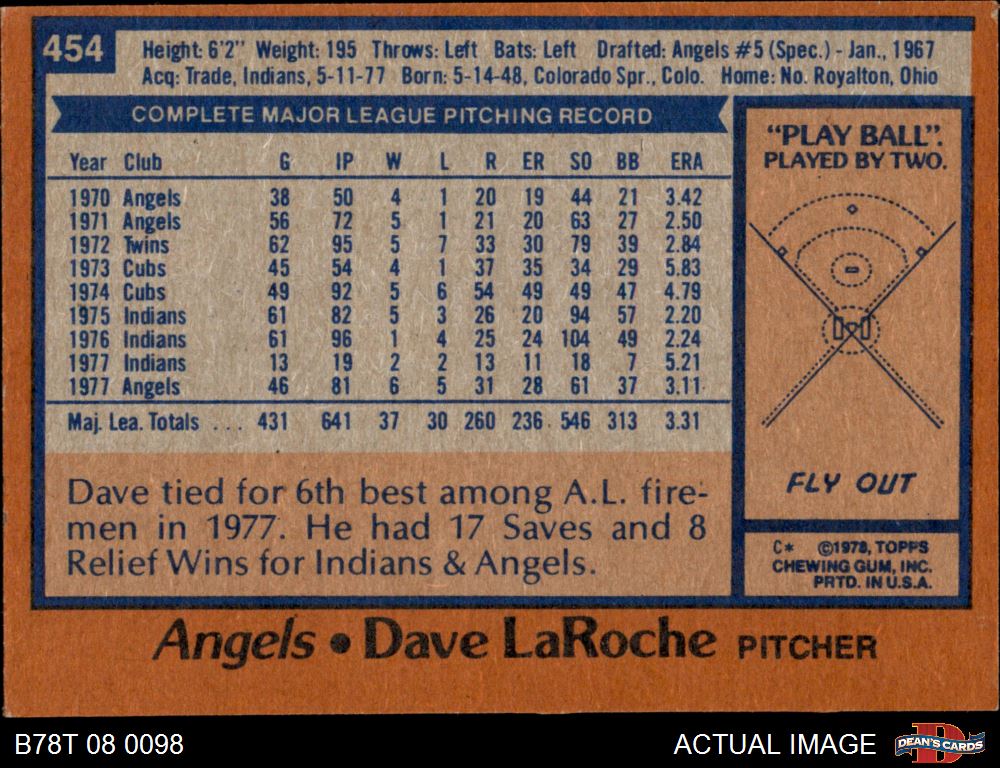 454
Height: 6'2" Weight: 195 Throws: Left Bats: Left Drafted: Angels #5 (Spec.) - Jan., 1967
Acq: Trade, Indians, 5-11-77 Born: 5-14-48, Colorado Spr., Colo. Home: No. Royalton, Ohio
COMPLETE MAJOR LEAGUE PITCHING RECORD
Year Club G IP W L R ER SO BB ERA
1970 Angels 38 50 4 1 20 19 44 21 3.42
1971 Angels 56 72 5 1 21 20 63 27 2.50
1972 Twins 62 95 5 7 33 30 79 39 2.84
1973 Cubs 45 54 4 1 37 35 34 29 5.83
1974 Cubs 49 92 5 6 54 49 49 47 4.79
1975 Indians 61 82 5 3 26 20 94 57 2.20
1976 Indians 61 96 1 4 25 24 104 49 2.24
1977 Indians 13 19 2 2 13 11 18 7 5.21
1977 Angels 46 81 6 5 31 28 61 37 3.11
Maj. Lea. Totals ... 431 641 37 30 260 236 546 313 3.31
Dave tied for 6th best among A.L. fire-
men in 1977. He had 17 Saves and 8
Relief Wins for Indians & Angels.
"PLAY BALL".
PLAYED BY TWO.
FLY OUT
C* ©1978, TOPPS
CHEWING GUM, INC.
PRTD. IN U.S.A.
Angels • Dave LaRoche PITCHER
B78T 08 0098
ACTUAL IMAGE
D
DEAN'S CARDS